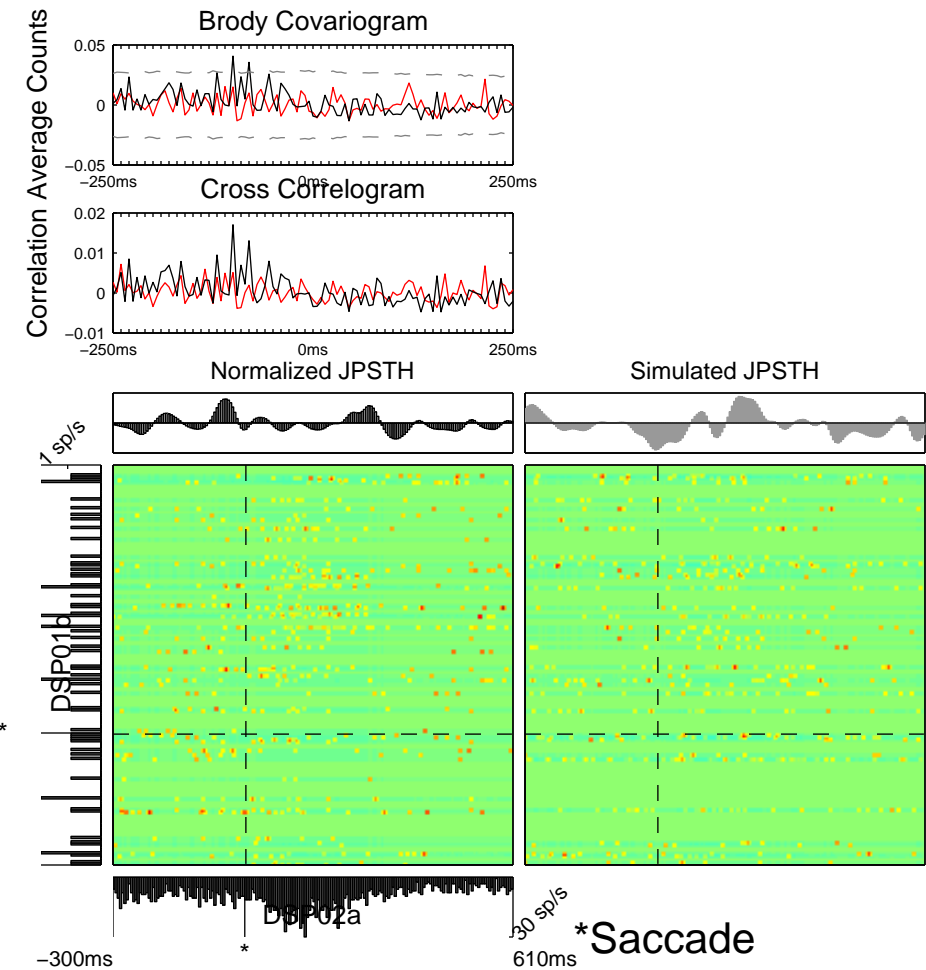 Brody Covariogram
Correlation Average Counts
0.05
0
−0.05
−250ms 0ms 250ms
Cross Correlogram
0.02
0.01
0
−0.01
−250ms 0ms 250ms
Normalized JPSTH
Simulated JPSTH
1 sp/s
DSP01b
*
DSP02a
30 sp/s
*
*Saccade
−300ms 610ms